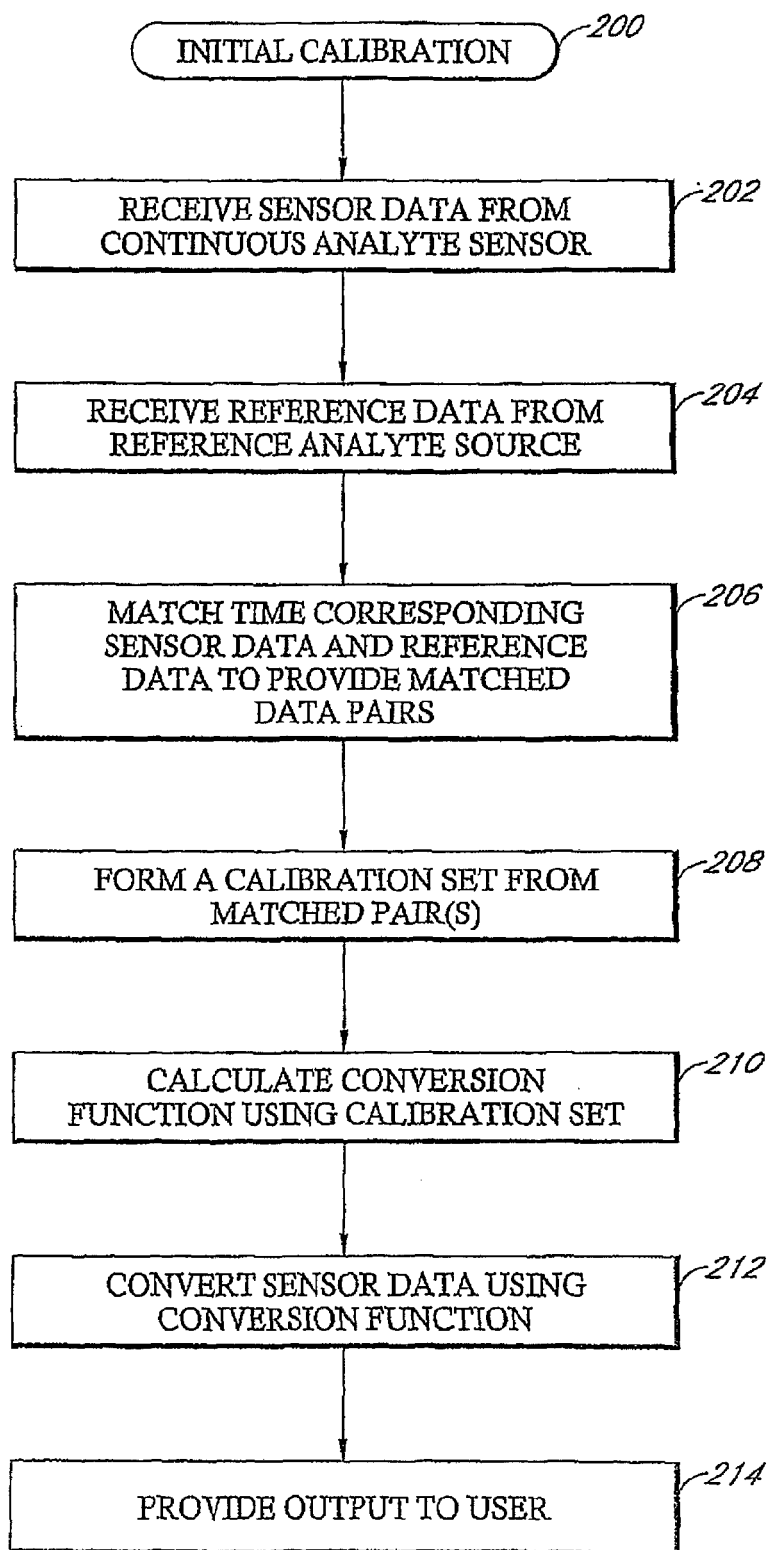 INITIAL CALIBRATION
200
RECEIVE SENSOR DATA FROM
CONTINUOUS ANALYTE SENSOR
202
RECEIVE REFERENCE DATA FROM
REFERENCE ANALYTE SOURCE
204
MATCH TIME CORRESPONDING
SENSOR DATA AND REFERENCE
DATA TO PROVIDE MATCHED
DATA PAIRS
206
FORM A CALIBRATION SET FROM
MATCHED PAIR(S)
208
CALCULATE CONVERSION
FUNCTION USING CALIBRATION SET
210
CONVERT SENSOR DATA USING
CONVERSION FUNCTION
212
PROVIDE OUTPUT TO USER
214